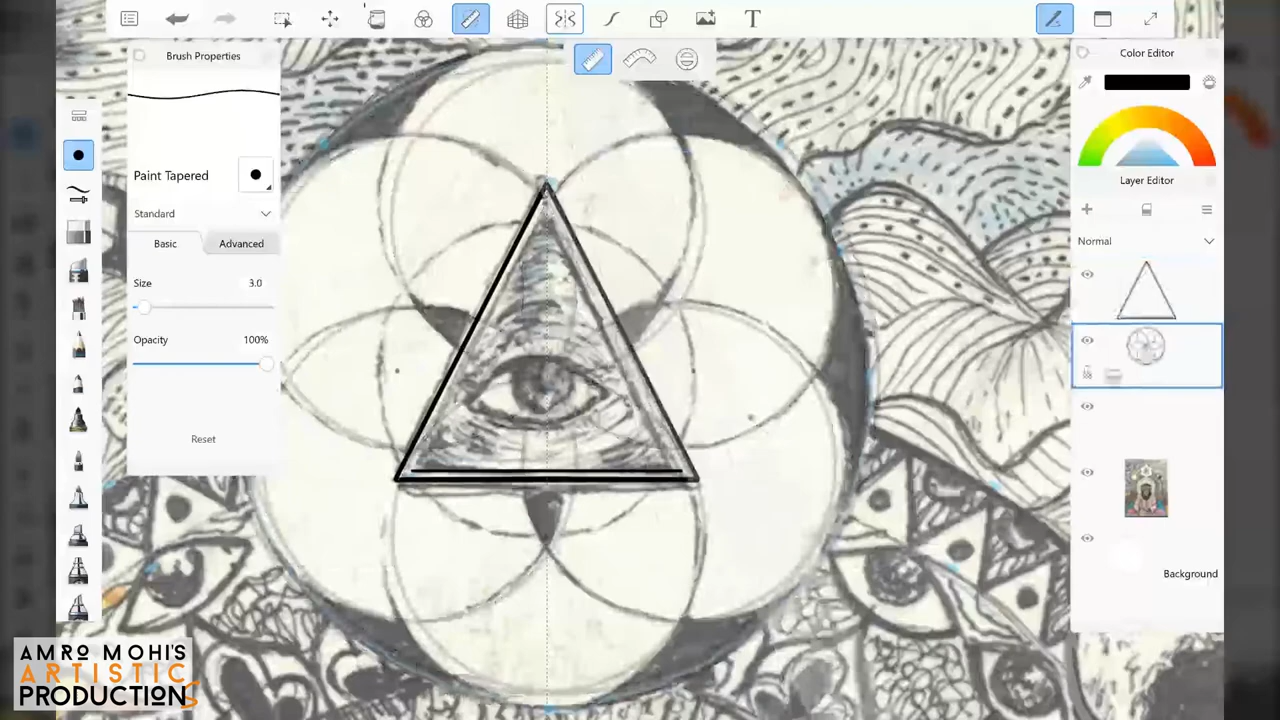 T
Brush Properties
Paint Tapered
Standard
Basic
Advanced
Size
3.0
Opacity
100%
Reset
Color Editor
Layer Editor
Normal
Background
AMRO MOHI'S
ARTISTIC
PRODUCTIONS